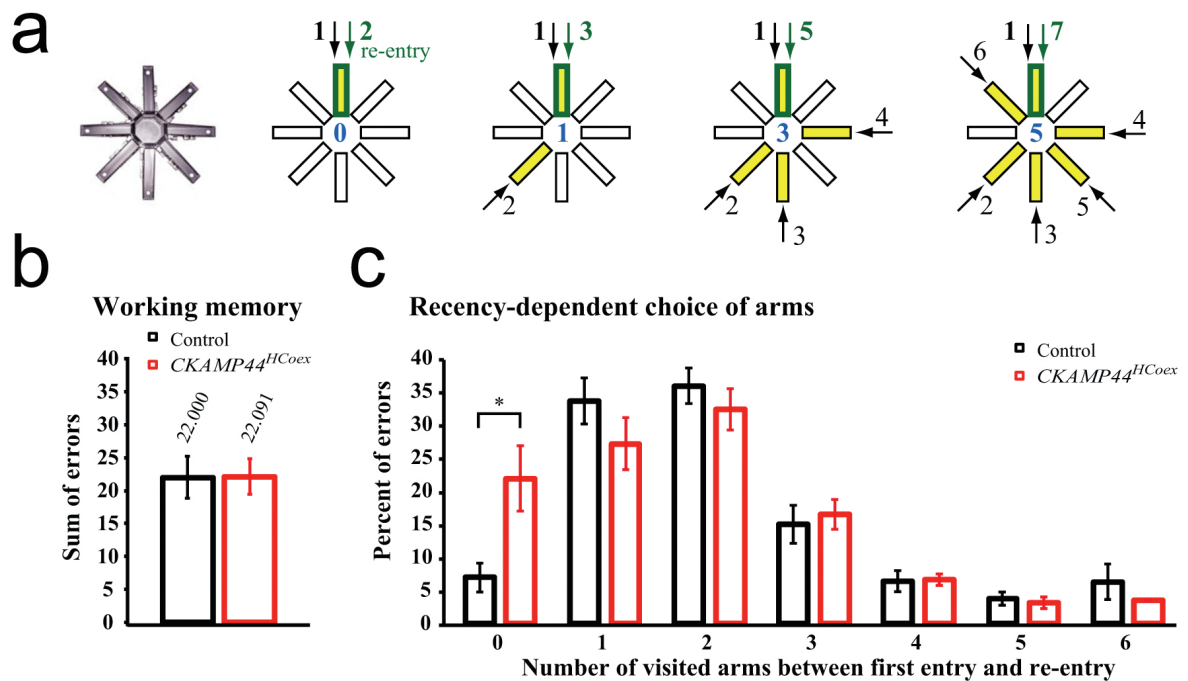 a
1 2
re-entry
0
1 3
1
2
1 5
3
4
2
3
1 7
6
5
4
2
5
3
b
Working memory
Control
CKAMP44^HCoex
Sum of errors
40
35
30
25
20
15
10
5
0
22.000
22.091
c
Recency-dependent choice of arms
Control
CKAMP44^HCoex
*
Percent of errors
40
35
30
25
20
15
10
5
0
0 1 2 3 4 5 6
Number of visited arms between first entry and re-entry